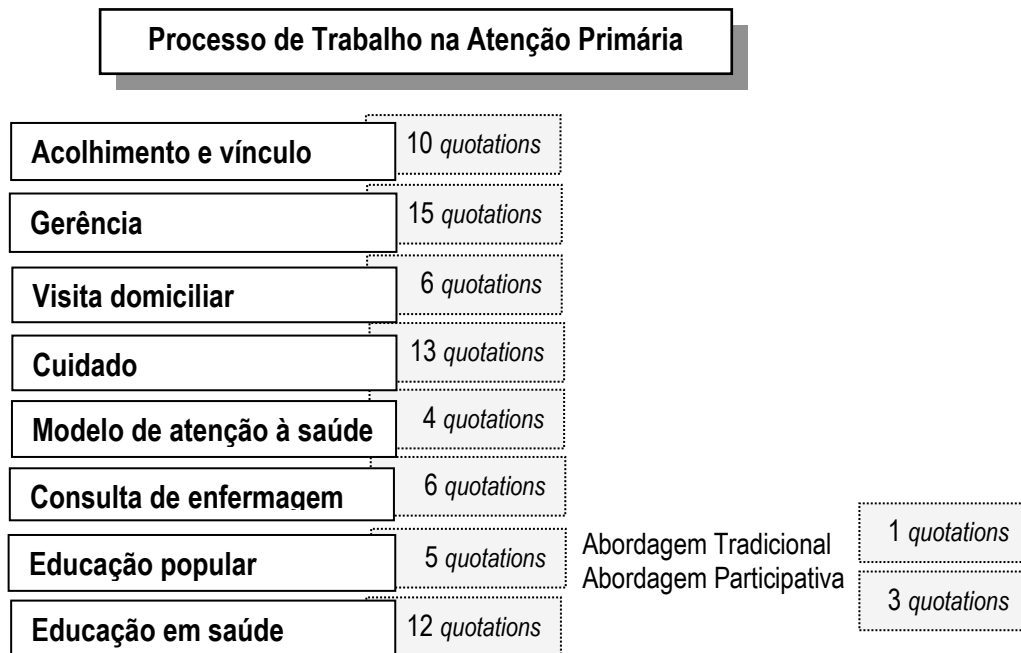 Processo de Trabalho na Atenção Primária
Acolhimento e vínculo 10 quotations
Gerência 15 quotations
Visita domiciliar 6 quotations
Cuidado 13 quotations
Modelo de atenção à saúde 4 quotations
Consulta de enfermagem 6 quotations
Educação popular 5 quotations
Abordagem Tradicional 1 quotations
Abordagem Participativa 3 quotations
Educação em saúde 12 quotations